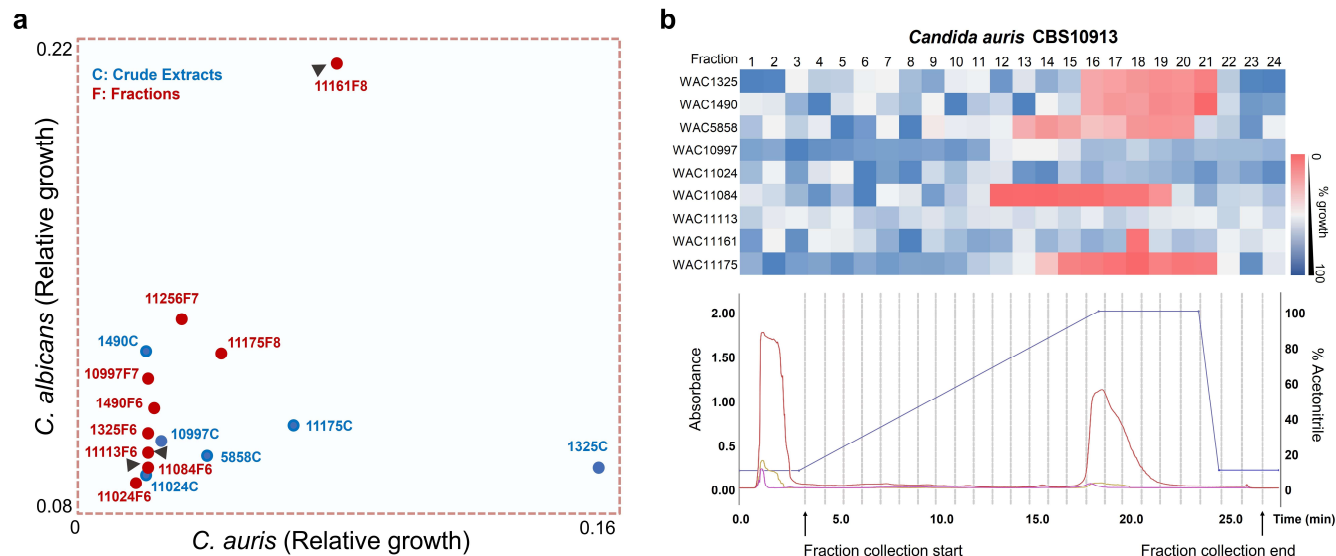 a
0.22
C: Crude Extracts
F: Fractions
11161F8
C. albicans (Relative growth)
11256F7
1490C
11175F8
10997F7
1490F6
1325F6
10997C
11175C
11113F6
5858C
1325C
11084F6
11024C
11024F6
0.08
0
0.16
C. auris (Relative growth)
b
Candida auris CBS10913
Fraction
1 2 3 4 5 6 7 8 9 10 11 12 13 14 15 16 17 18 19 20 21 22 23 24
WAC1325
WAC1490
WAC5858
WAC10997
WAC11024
WAC11084
WAC11113
WAC11161
WAC11175
0
% growth
100
2.00
1.50
1.00
0.5
0.00
Absorbance
100
80
60
40
20
0
% Acetonitrile
0.0 5.0 10.0 15.0 20.0 25.0 Time (min)
Fraction collection start
Fraction collection end